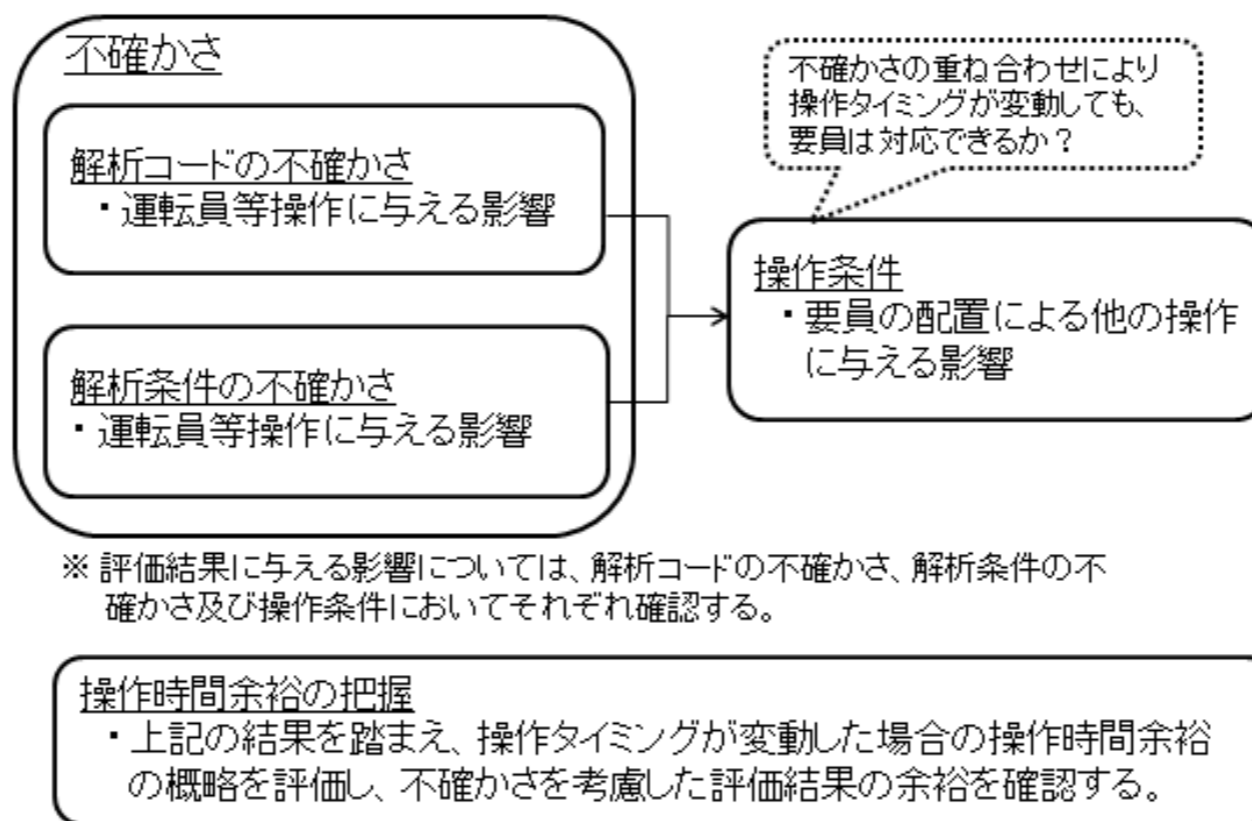 不確かさ
解析コードの不確かさ
・運転員等操作に与える影響
解析条件の不確かさ
・運転員等操作に与える影響
不確かさの重ね合わせにより
操作タイミングが変動しても、
要員は対応できるか？
操作条件
・要員の配置による他の操作
に与える影響
※ 評価結果に与える影響については、解析コードの不確かさ、解析条件の不
確かさ及び操作条件においてそれぞれ確認する。
操作時間余裕の把握
・上記の結果を踏まえ、操作タイミングが変動した場合の操作時間余裕
の概略を評価し、不確かさを考慮した評価結果の余裕を確認する。